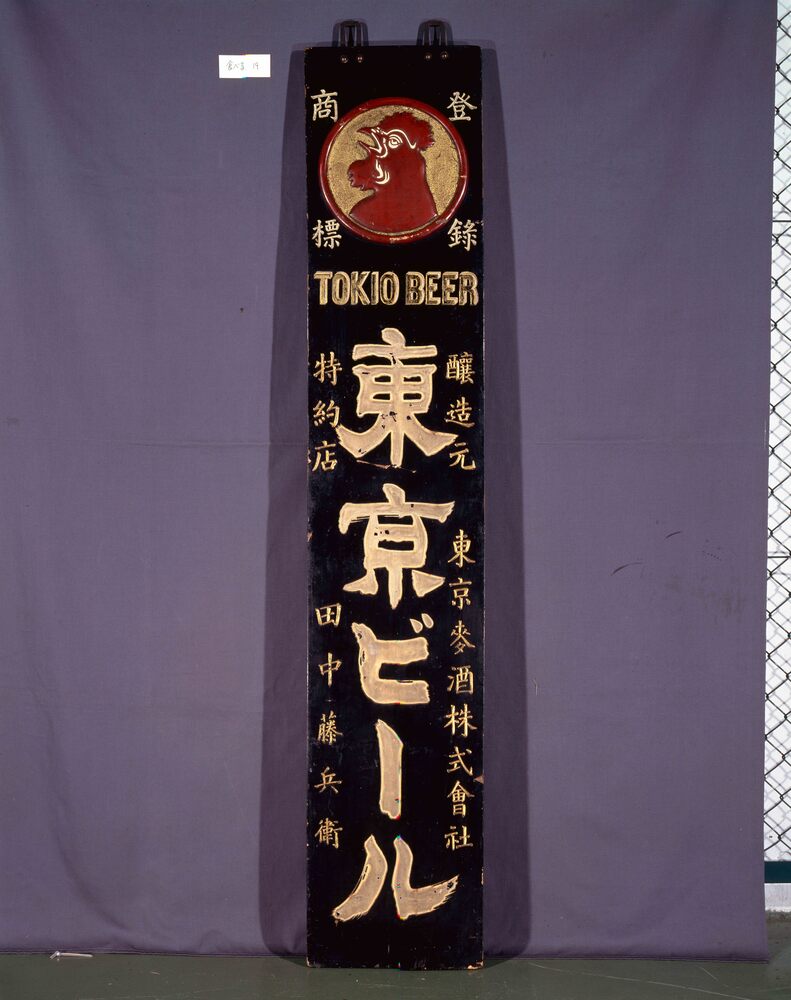 登録
商標
TOKIO BEER
醸造元 東京麥酒株式會社
東京ビール
特約店 田中藤兵衛